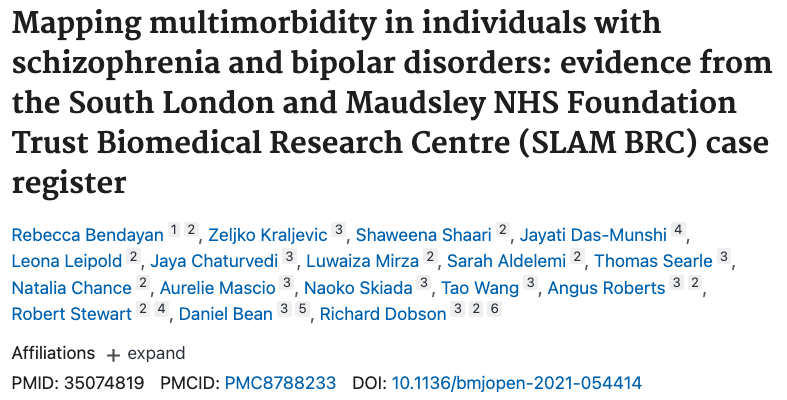 Mapping multimorbidity in individuals with
schizophrenia and bipolar disorders: evidence from
the South London and Maudsley NHS Foundation
Trust Biomedical Research Centre (SLAM BRC) case
register
Rebecca Bendayan 1 2, Zeljko Kraljevic 3, Shaweena Shaari 2, Jayati Das-Munshi 4,
Leona Leipold 2, Jaya Chaturvedi 3, Luwaiza Mirza 2, Sarah Aldelemi 2, Thomas Searle 3,
Natalia Chance 2, Aurelie Mascio 3, Naoko Skiada 3, Tao Wang 3, Angus Roberts 3 2,
Robert Stewart 2 4, Daniel Bean 3 5, Richard Dobson 3 2 6
Affiliations + expand
PMID: 35074819 PMCID: PMC8788233 DOI: 10.1136/bmjopen-2021-054414